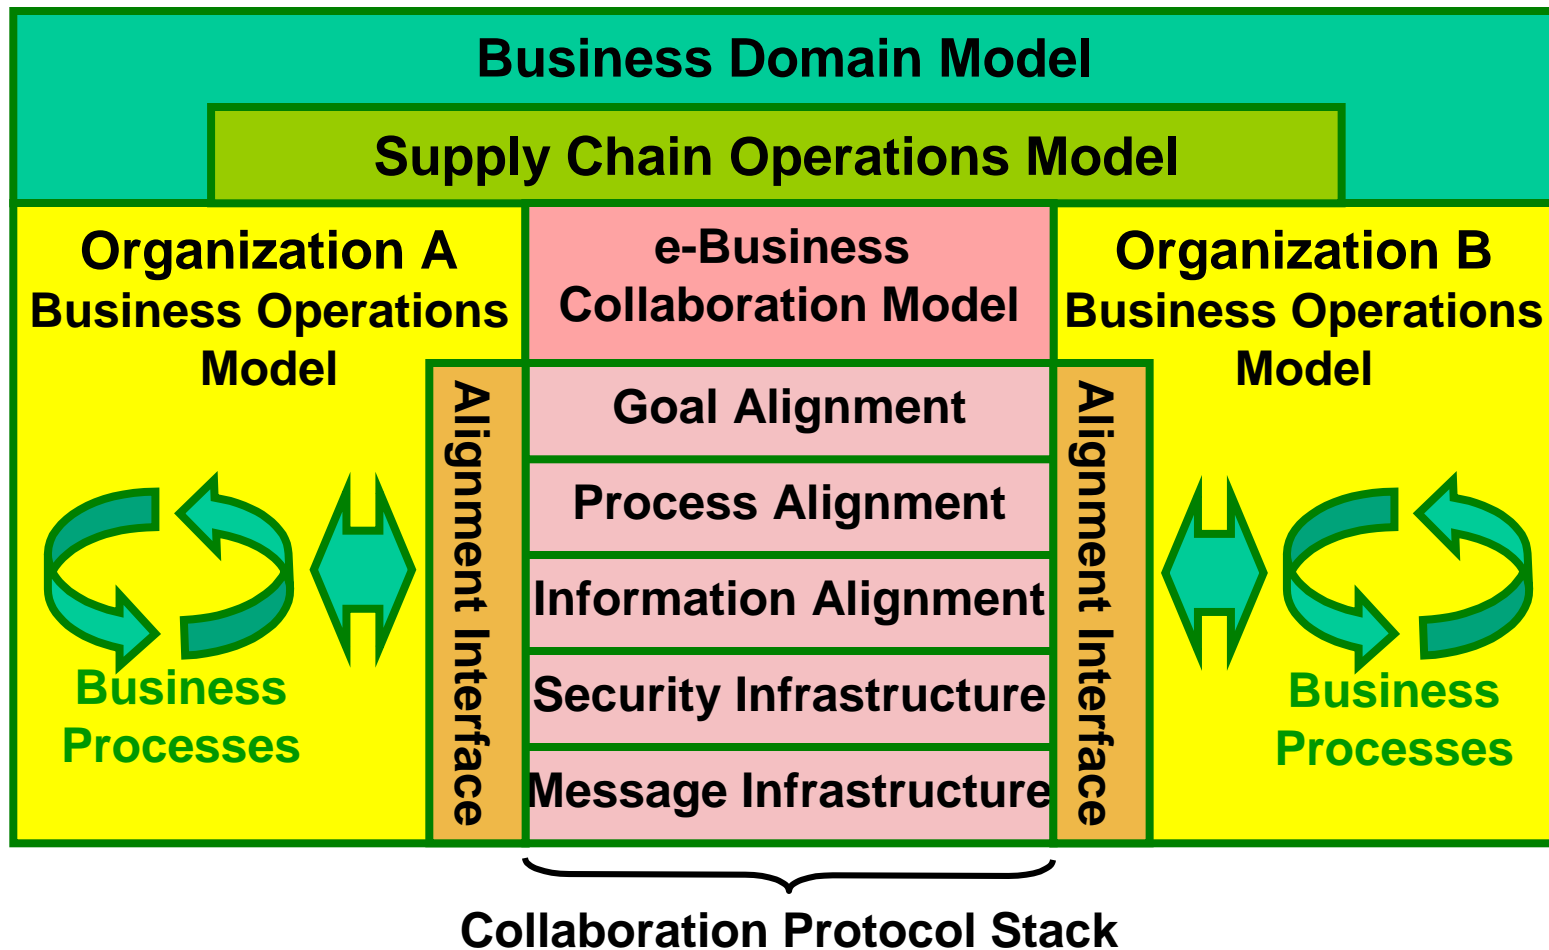 Business Domain Model
Supply Chain Operations Model
Organization A
Business Operations
Model
e-Business
Collaboration Model
Organization B
Business Operations
Model
Alignment Interface
Goal Alignment
Process Alignment
Information Alignment
Security Infrastructure
Message Infrastructure
Alignment Interface
Business
Processes
Business
Processes
Collaboration Protocol Stack